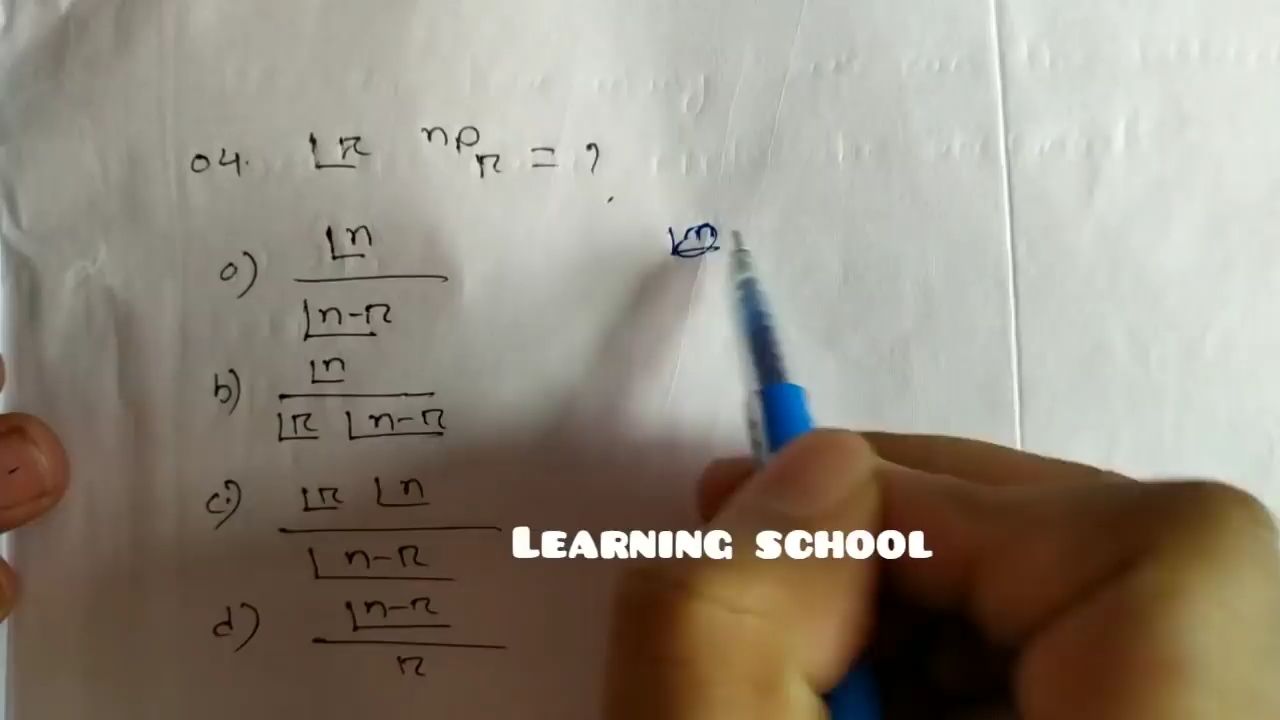 04. ⌊r nPr = ?
a) ⌊n
⌊n-r
b) ⌊n
⌊r ⌊n-r
c) ⌊r ⌊n
⌊n-r
LEARNING SCHOOL
d) ⌊n-r
r